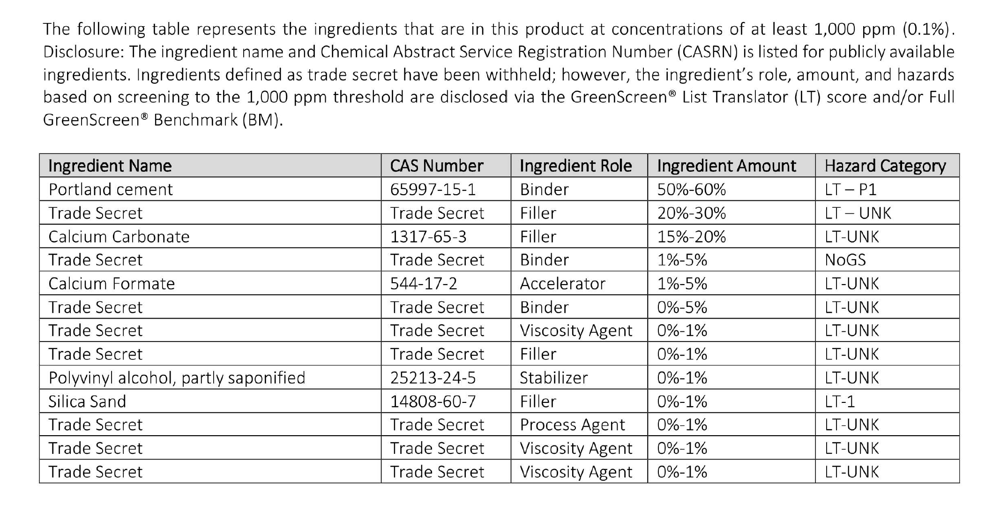 The following table represents the ingredients that are in this product at concentrations of at least 1,000 ppm (0.1%).
Disclosure: The ingredient name and Chemical Abstract Service Registration Number (CASRN) is listed for publicly available
ingredients. Ingredients defined as trade secret have been withheld; however, the ingredient’s role, amount, and hazards
based on screening to the 1,000 ppm threshold are disclosed via the GreenScreen® List Translator (LT) score and/or Full
GreenScreen® Benchmark (BM).
Ingredient Name CAS Number Ingredient Role Ingredient Amount Hazard Category
Portland cement 65997-15-1 Binder 50%-60% LT – P1
Trade Secret Trade Secret Filler 20%-30% LT – UNK
Calcium Carbonate 1317-65-3 Filler 15%-20% LT-UNK
Trade Secret Trade Secret Binder 1%-5% NoGS
Calcium Formate 544-17-2 Accelerator 1%-5% LT-UNK
Trade Secret Trade Secret Binder 0%-5% LT-UNK
Trade Secret Trade Secret Viscosity Agent 0%-1% LT-UNK
Trade Secret Trade Secret Filler 0%-1% LT-UNK
Polyvinyl alcohol, partly saponified 25213-24-5 Stabilizer 0%-1% LT-UNK
Silica Sand 14808-60-7 Filler 0%-1% LT-1
Trade Secret Trade Secret Process Agent 0%-1% LT-UNK
Trade Secret Trade Secret Viscosity Agent 0%-1% LT-UNK
Trade Secret Trade Secret Viscosity Agent 0%-1% LT-UNK